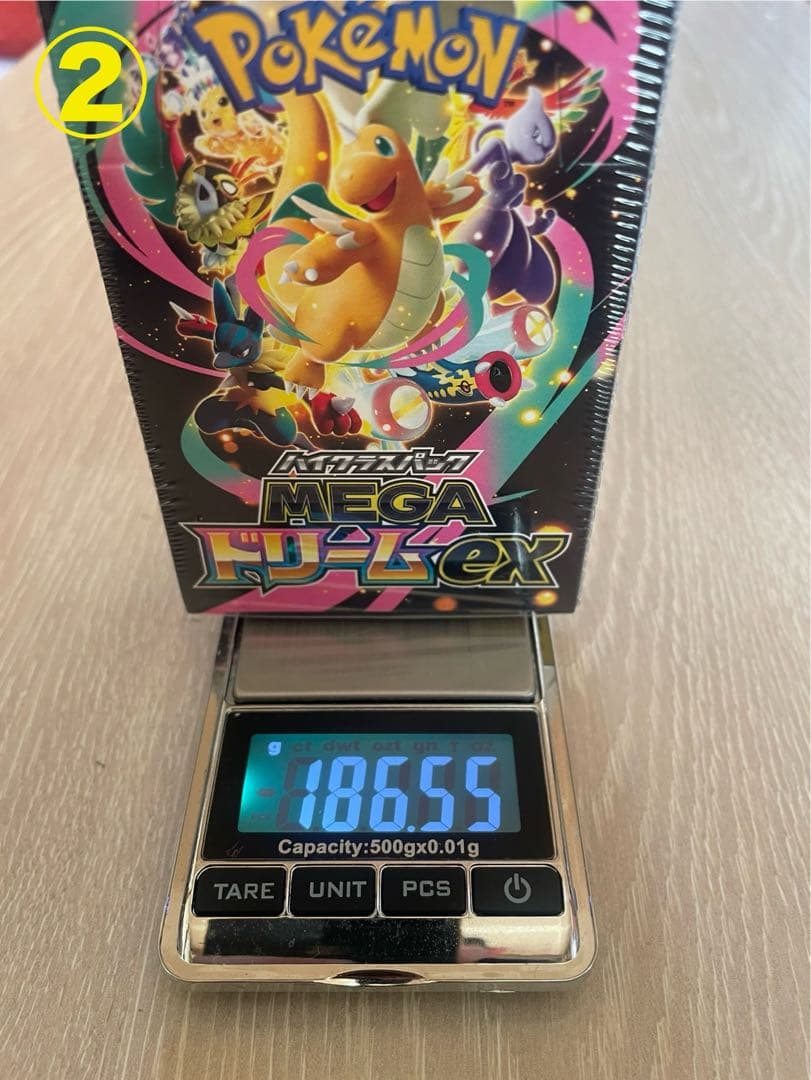 ②
POKÉMON
ハイクラスパック
MEGA
ドリームex
g ct dwt ozt gn T oz
186.55
Capacity:500gx0.01g
TARE UNIT PCS